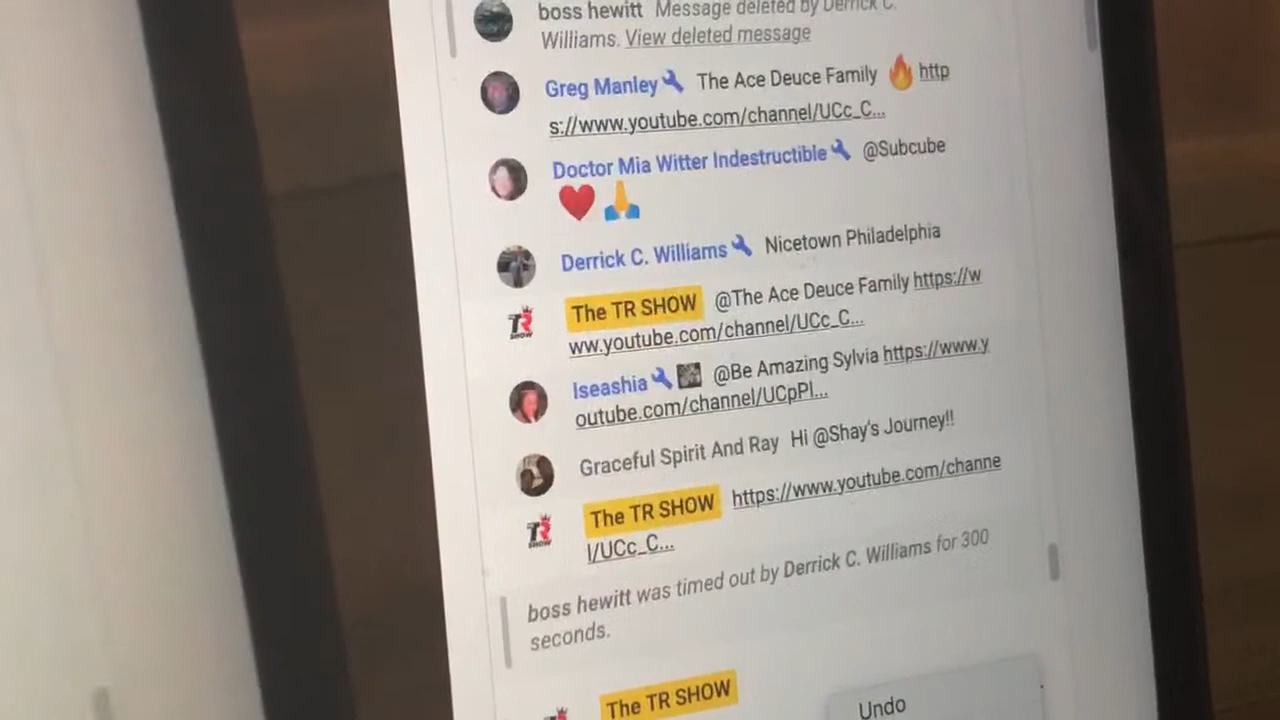 boss hewitt Message deleted by Derrick C.
Williams. View deleted message
Greg Manley The Ace Deuce Family http
s://www.youtube.com/channel/UCc_C...
Doctor Mia Witter Indestructible @Subcube
Derrick C. Williams Nicetown Philadelphia
The TR SHOW @The Ace Deuce Family https://w
ww.youtube.com/channel/UCc_C...
TR SHOW
Iseashia @Be Amazing Sylvia https://www.y
outube.com/channel/UCpPl...
Graceful Spirit And Ray Hi @Shay's Journey!!
The TR SHOW https://www.youtube.com/channe
l/UCc_C...
TR SHOW
boss hewitt was timed out by Derrick C. Williams for 300
seconds.
The TR SHOW
Undo